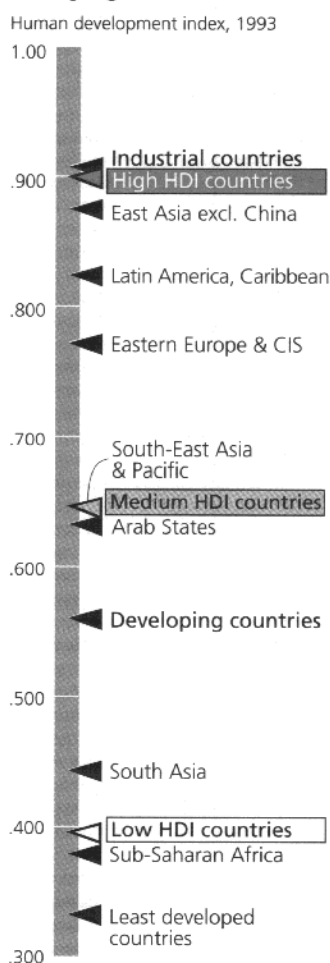 Human development index, 1993
1.00
Industrial countries
.900
High HDI countries
East Asia excl. China
Latin America, Caribbean
.800
Eastern Europe & CIS
.700
South-East Asia
& Pacific
Medium HDI countries
Arab States
.600
Developing countries
.500
South Asia
.400
Low HDI countries
Sub-Saharan Africa
Least developed
countries
.300